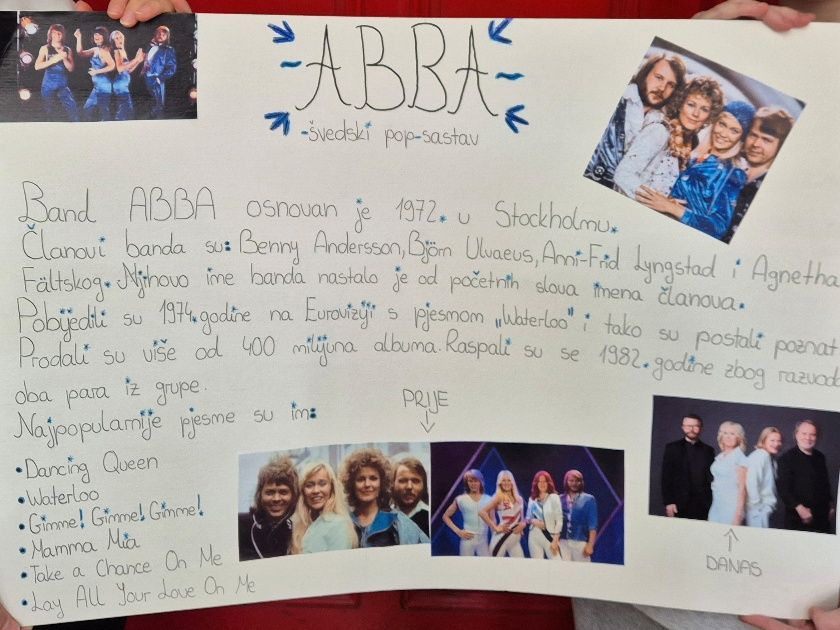 ABBA
-švedski pop-sastav
Band ABBA osnovan je 1972. u Stockholmu.
Članovi banda su: Benny Andersson, Björn Ulvaeus, Anni-Frid Lyngstad i Agnetha
Fältskog. Njihovo ime banda nastalo je od početnih slova imena članova.
Pobijedili su 1974. godine na Euroviziji s pjesmom „Waterloo" i tako su postali poznat
Prodali su više od 400 milijuna albuma. Raspali su se 1982. godine zbog razvod
oba para iz grupe.
Najpopularnije pjesme su im:
• Dancing Queen
• Waterloo
• Gimme! Gimme! Gimme!
• Mamma Mia
• Take a Chance On Me
• Lay All Your Love On Me
PRIJE
DANAS